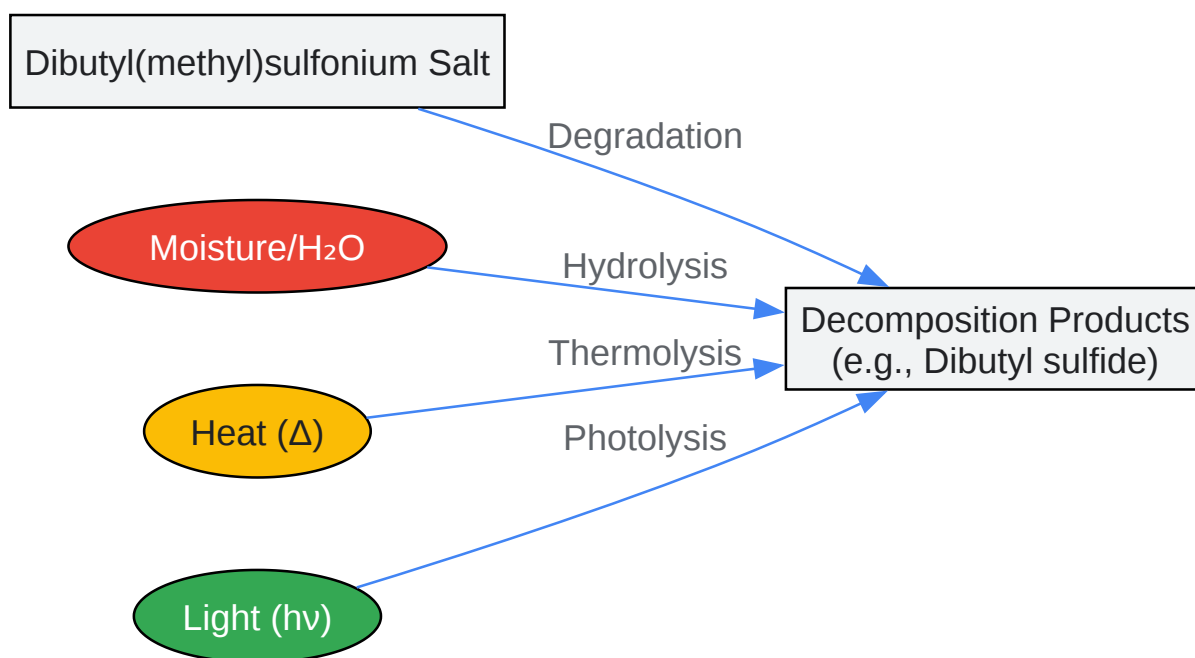 Dibutyl(methyl)sulfonium Salt
Degradation
Moisture/H₂O
Hydrolysis
Decomposition Products
(e.g., Dibutyl sulfide)
Thermolysis
Heat (Δ)
Photolysis
Light (hν)